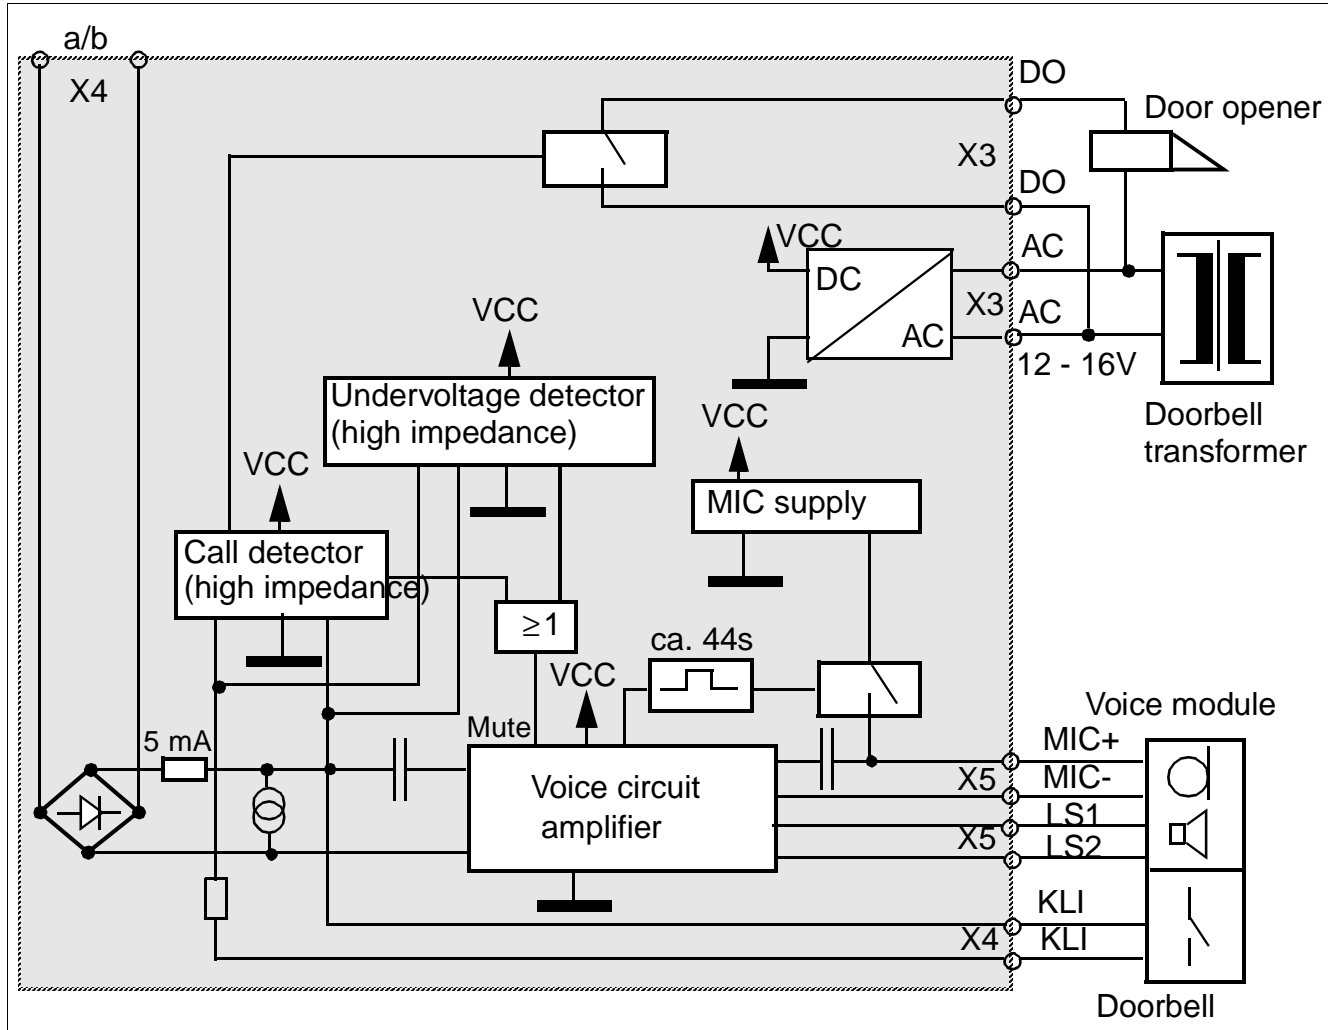 a/b
X4
DO
Door opener
X3
DO
VCC
AC
DC
X3
AC
AC
12 - 16V
VCC
Undervoltage detector
(high impedance)
Doorbell
transformer
VCC
VCC
MIC supply
Call detector
(high impedance)
≥1
ca. 44s
VCC
Voice module
Mute
5 mA
MIC+
X5
MIC-
Voice circuit
amplifier
LS1
X5
LS2
KLI
X4
KLI
Doorbell